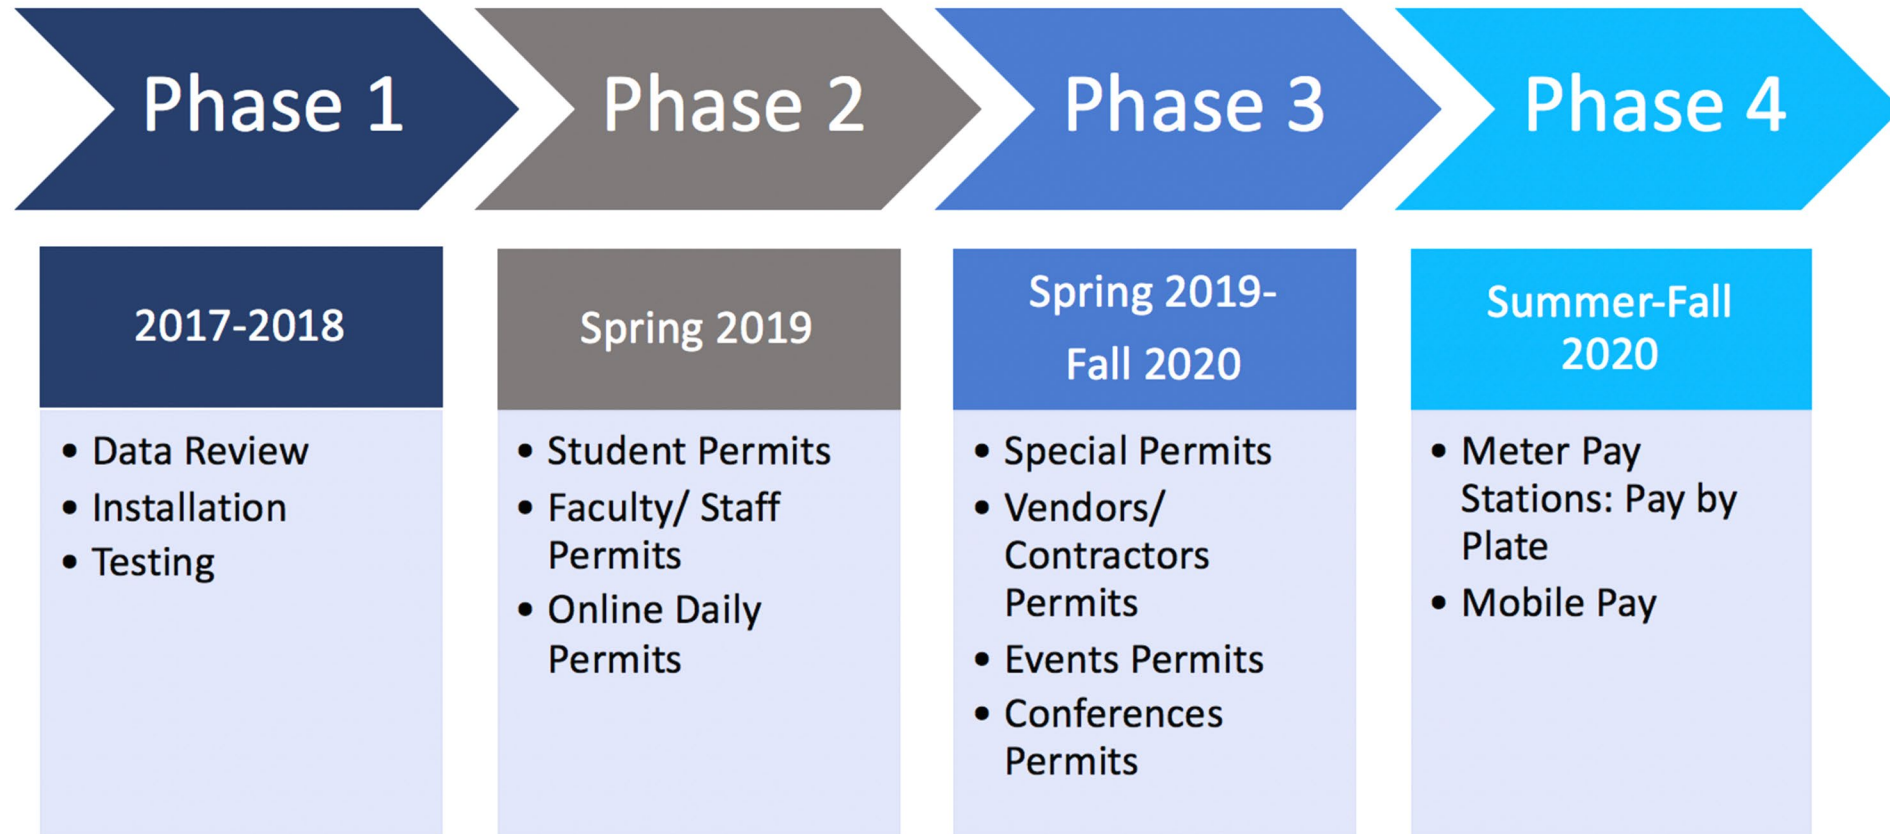 Phase 1
Phase 2
Phase 3
Phase 4
2017-2018
• Data Review
• Installation
• Testing
Spring 2019
• Student Permits
• Faculty/ Staff
Permits
• Online Daily
Permits
Spring 2019-
Fall 2020
• Special Permits
• Vendors/
Contractors
Permits
• Events Permits
• Conferences
Permits
Summer-Fall
2020
• Meter Pay
Stations: Pay by
Plate
• Mobile Pay